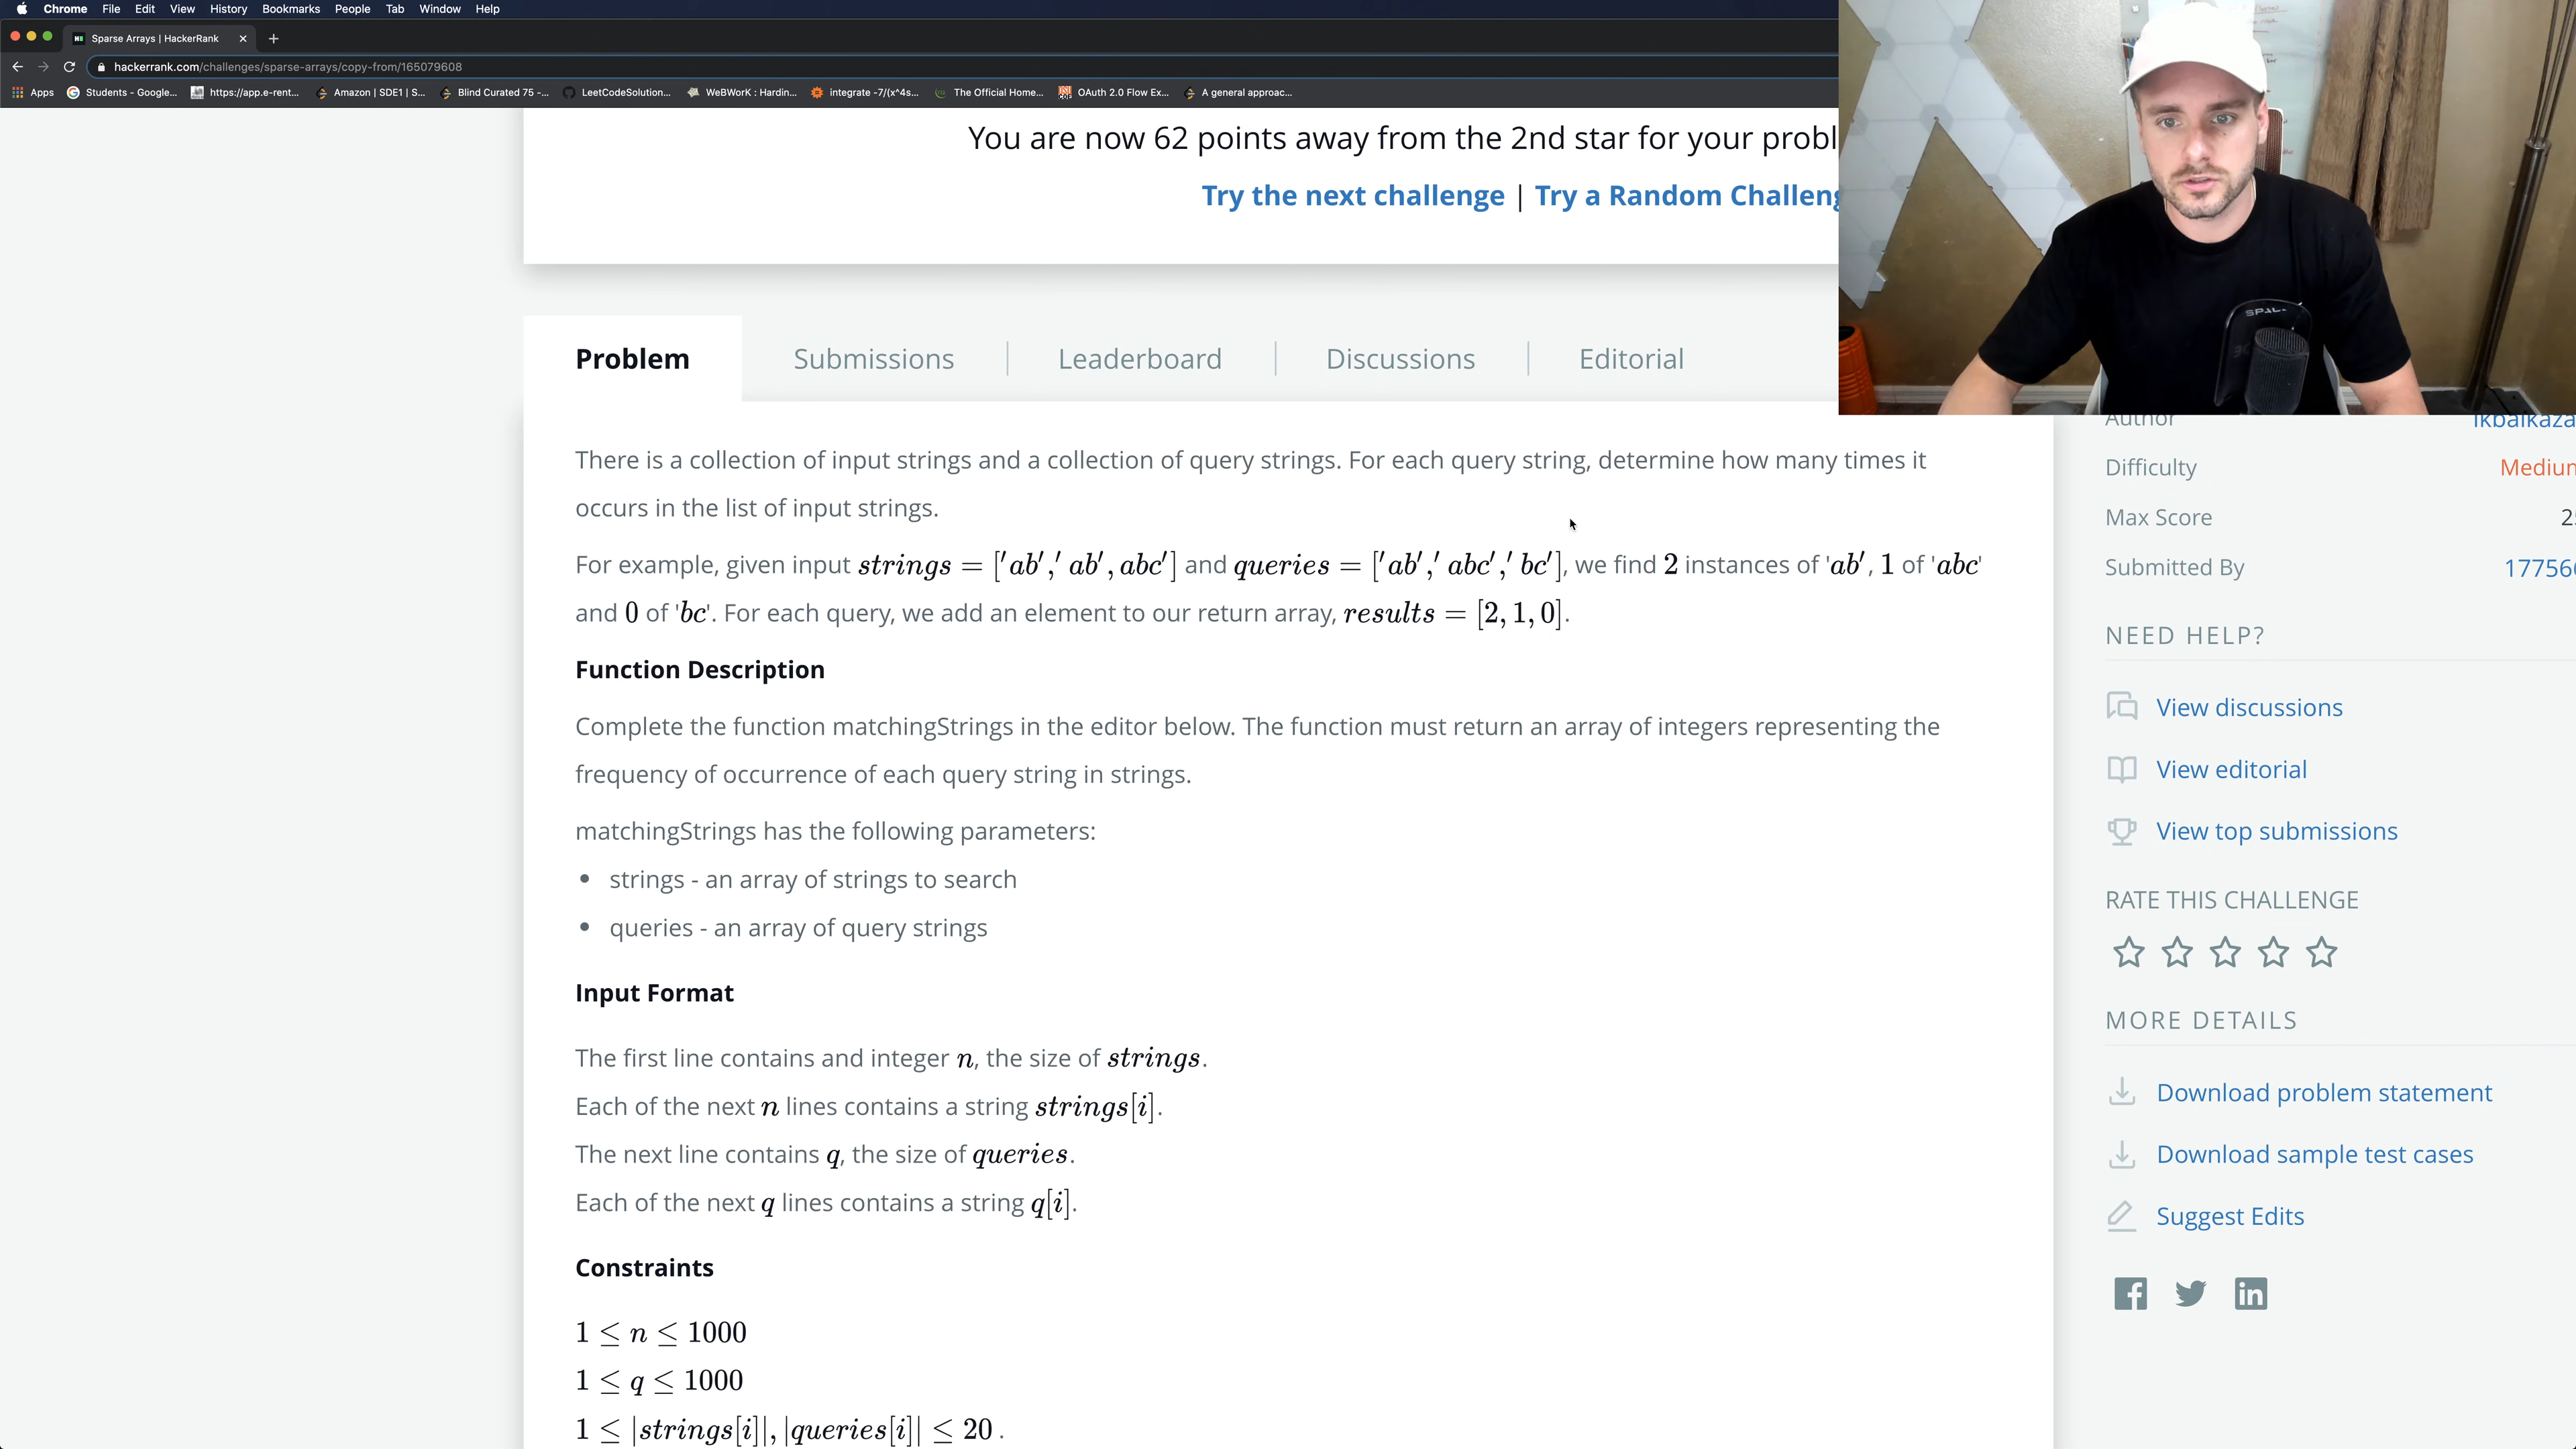 Chrome File Edit View History Bookmarks People Tab Window Help
Sparse Arrays | HackerRank
hackerrank.com/challenges/sparse-arrays/copy-from/165079608
Apps Students - Google... https://app.e-rent... Amazon | SDE1 | S... Blind Curated 75 -... LeetCodeSolution... WeBWorK : Hardin... integrate -7/(x^4s... The Official Home... OAuth 2.0 Flow Ex... A general approac...
You are now 62 points away from the 2nd star for your probl
Try the next challenge | Try a Random Challeng
Problem Submissions Leaderboard Discussions Editorial
There is a collection of input strings and a collection of query strings. For each query string, determine how many times it
occurs in the list of input strings.
For example, given input strings = ['ab',' ab', abc'] and queries = ['ab',' abc',' bc'], we find 2 instances of 'ab', 1 of 'abc'
and 0 of 'bc'. For each query, we add an element to our return array, results = [2, 1, 0].
Function Description
Complete the function matchingStrings in the editor below. The function must return an array of integers representing the
frequency of occurrence of each query string in strings.
matchingStrings has the following parameters:
• strings - an array of strings to search
• queries - an array of query strings
Input Format
The first line contains and integer n, the size of strings.
Each of the next n lines contains a string strings[i].
The next line contains q, the size of queries.
Each of the next q lines contains a string q[i].
Constraints
1 ≤ n ≤ 1000
1 ≤ q ≤ 1000
1 ≤ |strings[i]|, |queries[i]| ≤ 20 .
Author
Difficulty Medium
Max Score 2
Submitted By 17756
NEED HELP?
View discussions
View editorial
View top submissions
RATE THIS CHALLENGE
MORE DETAILS
Download problem statement
Download sample test cases
Suggest Edits